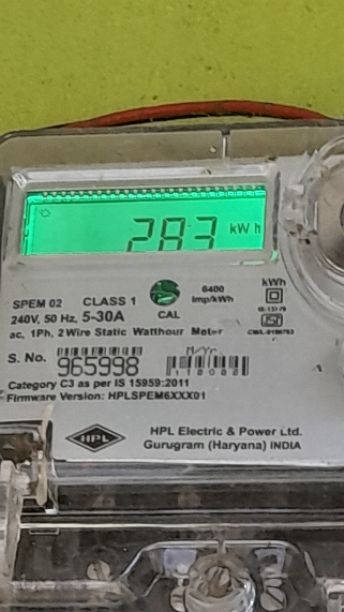 283 kWh
SPEM 02 CLASS 1 CAL 6400 imp/kWh kWh
240V, 50 Hz, 5-30A
ac, 1Ph, 2Wire Static Watthour Meter
S. No. 965998 M/Yr.
Category C3 as per IS 15959:2011
Firmware Version: HPLSPEM6XXX01
HPL
HPL Electric & Power Ltd.
Gurugram (Haryana) INDIA